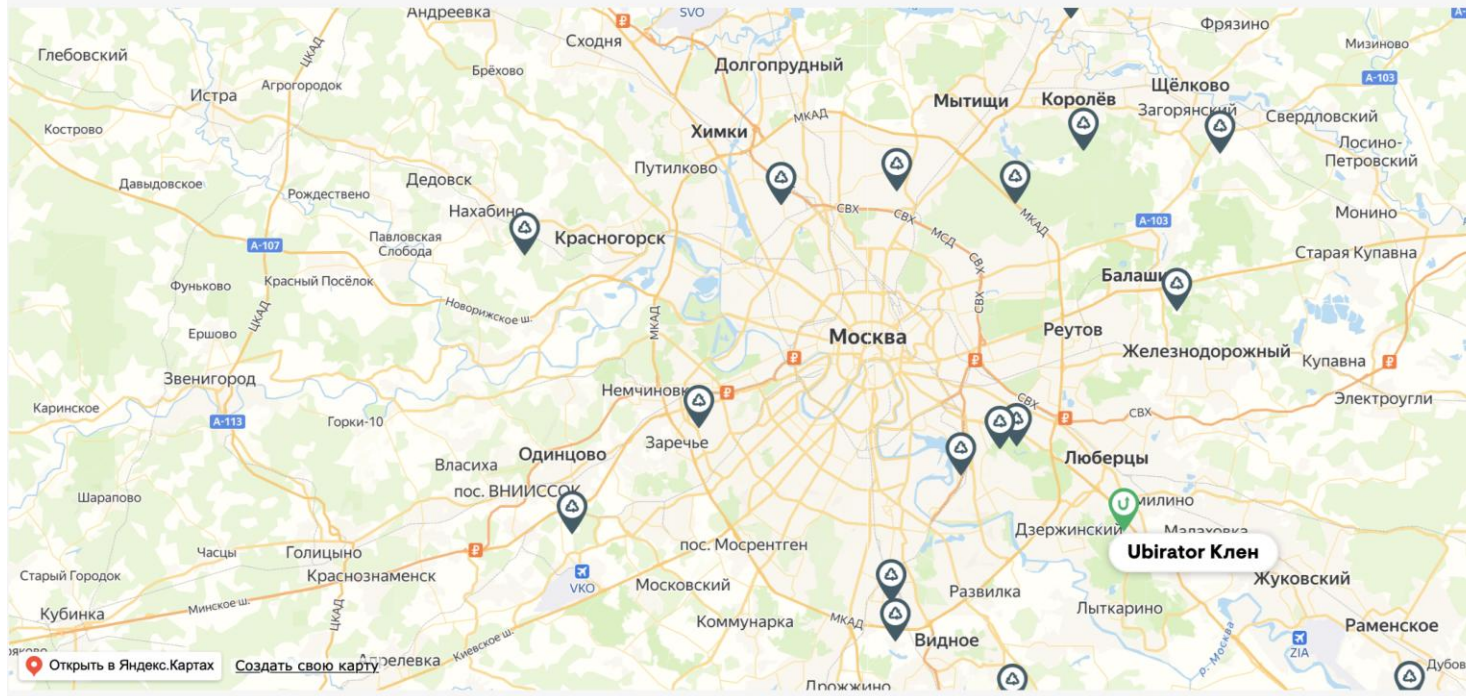 Андреевка
SVO
Фрязино
Сходня
Глебовский
ЦКАД
Мизиново
Брёхово
Долгопрудный
А-103
Агрогородок
Щёлково
Истра
Мытищи
Королёв
Загорянский
Свердловский
Кострово
МКАД
Химки
Лосино-
Петровский
Путилково
Давыдовское
Дедовск
Рождествено
Нахабино
СВХ
СВХ
МКАД
Монино
А-103
Павловская
Слобода
Красногорск
МСД
А-107
Старая Купавна
СВХ
Красный Посёлок
Балаши
Фуньково
Новорижское ш.
СВХ
ЦКАД
МКАД
Ершово
Москва
Реутов
Железнодорожный
Купавна
Звенигород
Немчиновк
Каринское
СВХ
Электроугли
А-113
Горки-10
СВХ
Заречье
Одинцово
Люберцы
Власиха
пос. ВНИИССОК
Шарапово
милино
Дзержинский
Малаховка
пос. Мосрентген
Часцы
Голицыно
Ubirator Клен
Старый Городок
Краснознаменск
VKO
Московский
Развилка
Жуковский
Минское ш.
Лыткарино
Кубинка
Коммунарка
МКАД
Раменское
ЦКАД
Киевское ш.
Видное
ZIA
р. Москва
Открыть в Яндекс.Картах
Создать свою карту
релевка
Дубов
Дрожжино